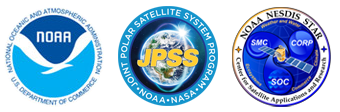 NATIONAL OCEANIC AND ATMOSPHERIC ADMINISTRATION
NOAA
U.S. DEPARTMENT OF COMMERCE
JOINT POLAR SATELLITE SYSTEM PROGRAM
JPSS
NOAA • NASA
NOAA NESDIS STAR
SMC
CORP
SOC
Center for Satellite Applications and Research